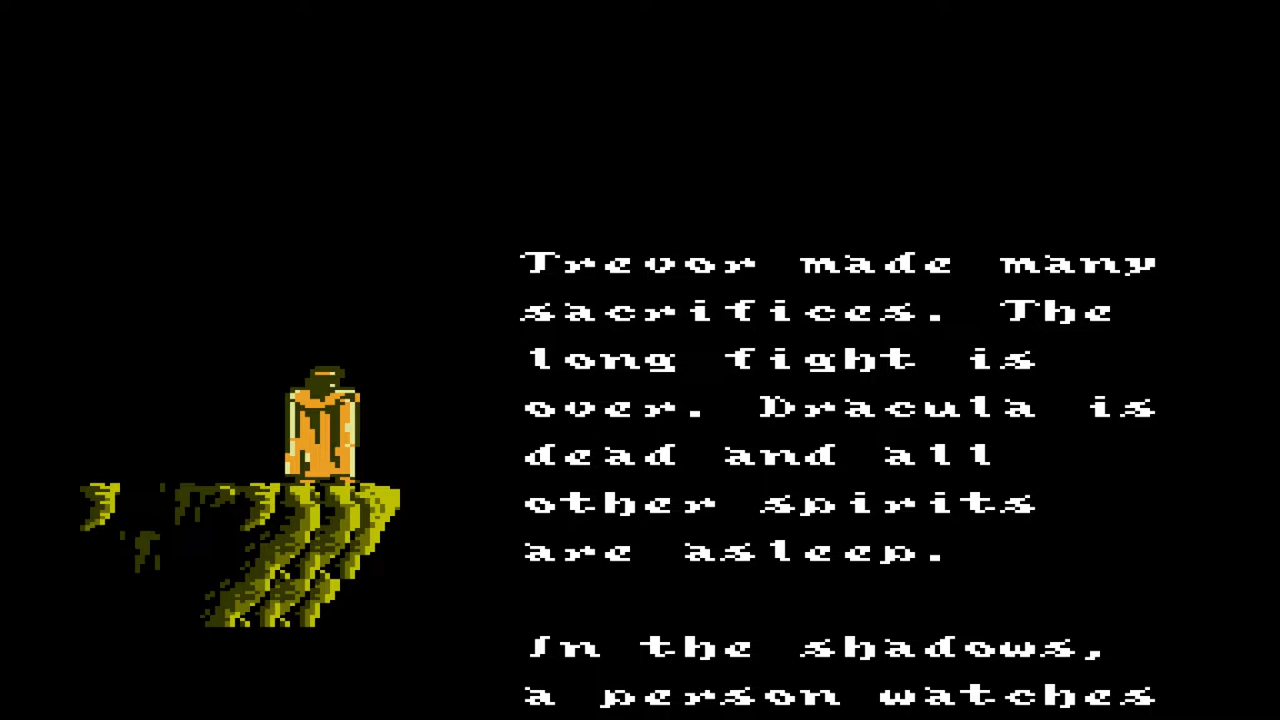 Trevor made many
sacrifices. The
long fight is
over. Dracula is
dead and all
other spirits
are asleep.
In the shadows,
a person watches